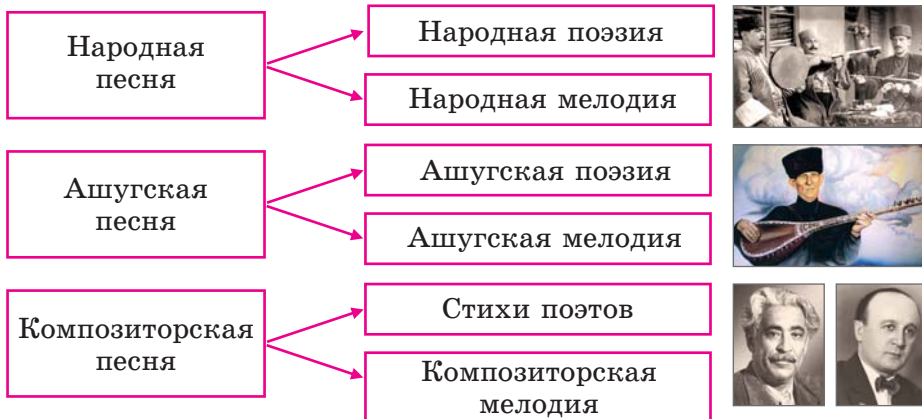 Народная
песня
Народная поэзия
Народная мелодия
Ашугская
песня
Ашугская поэзия
Ашугская мелодия
Композиторская
песня
Стихи поэтов
Композиторская
мелодия